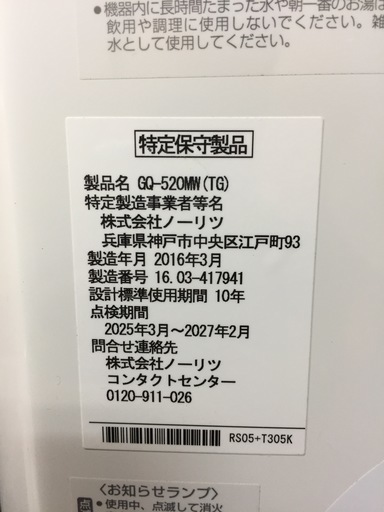 ●機器内に長時間たまった水や朝一番のお湯は
飲用や調理に使用しないでください。雑
水として使用してください。
特定保守製品
製品名 GQ-520MW(TG)
特定製造事業者等名
株式会社ノーリツ
兵庫県神戸市中央区江戸町93
製造年月 2016年3月
製造番号 16.03-417941
設計標準使用期間 10年
点検期間
2025年3月～2027年2月
問合せ連絡先
株式会社ノーリツ
コンタクトセンター
0120-911-026
RS05+T305K
〈お知らせランプ〉
点 ●使用中、点滅して消火